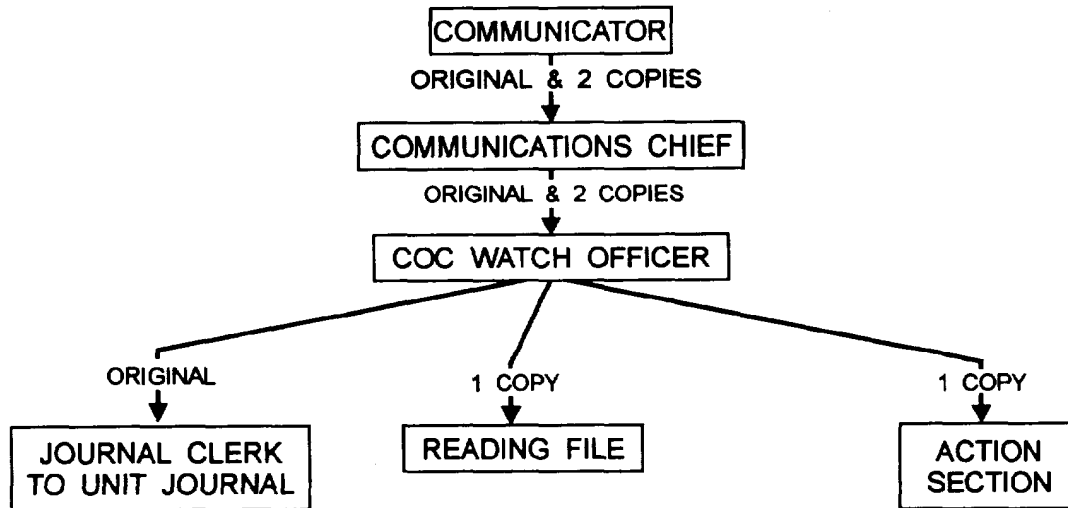 COMMUNICATOR
ORIGINAL & 2 COPIES
COMMUNICATIONS CHIEF
ORIGINAL & 2 COPIES
COC WATCH OFFICER
ORIGINAL
1 COPY
1 COPY
JOURNAL CLERK
TO UNIT JOURNAL
READING FILE
ACTION
SECTION